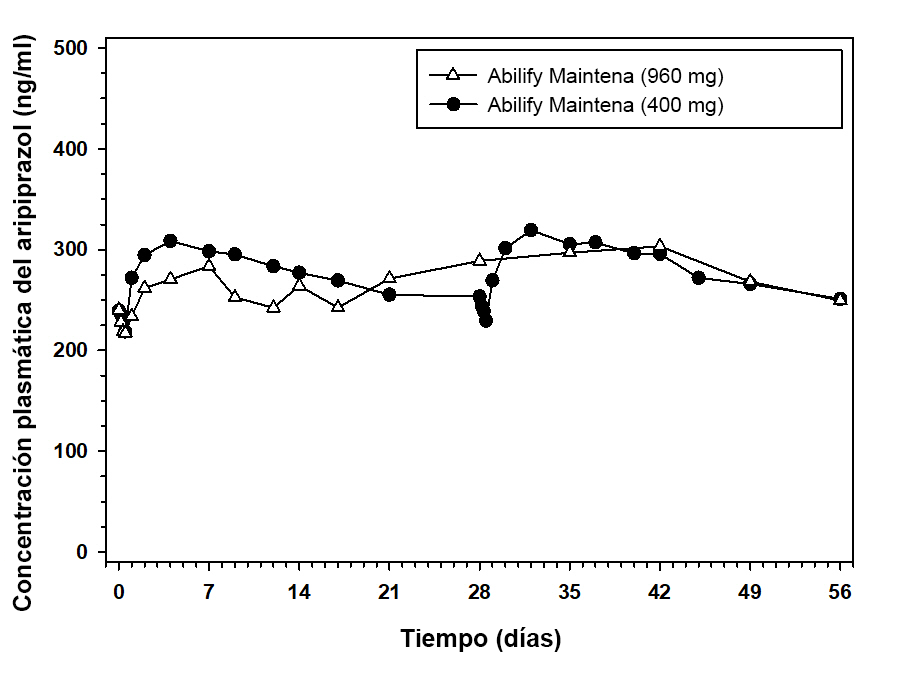 Concentración plasmática del aripiprazol (ng/ml)
500
400
300
200
100
0
Abilify Maintena (960 mg)
Abilify Maintena (400 mg)
0 7 14 21 28 35 42 49 56
Tiempo (días)